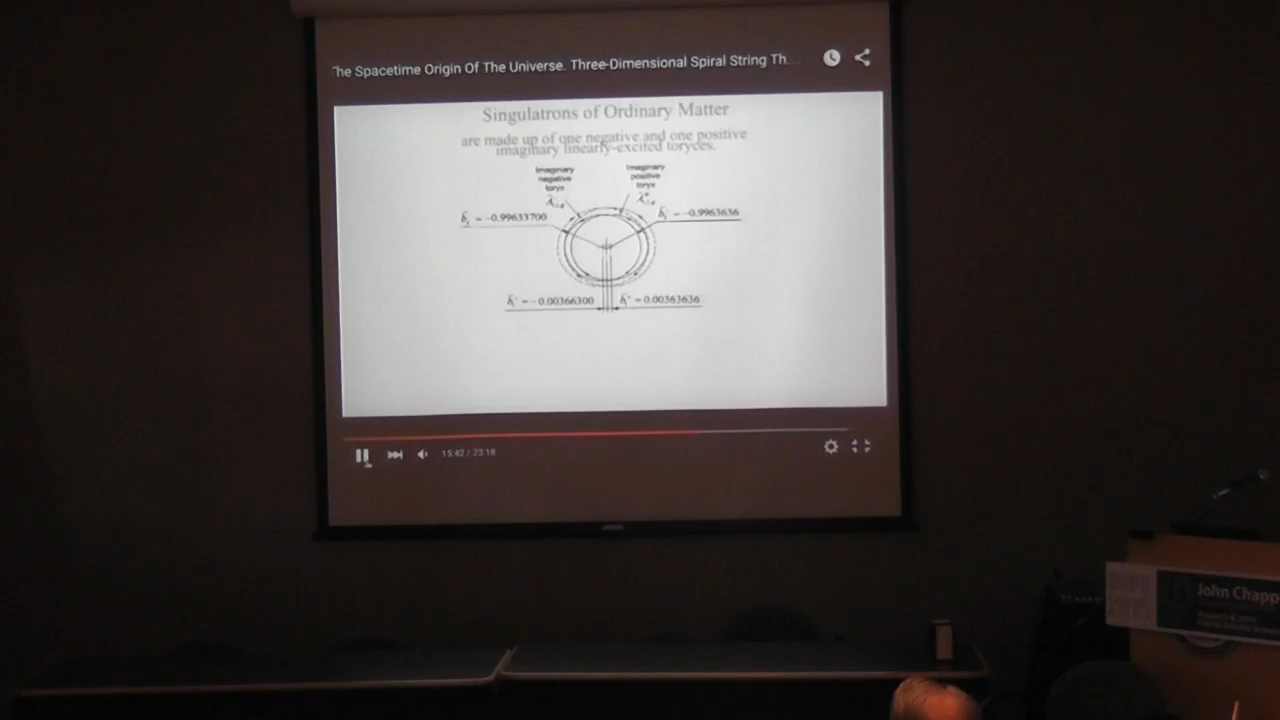 The Spacetime Origin Of The Universe. Three-Dimensional Spiral String Th...
Singulatrons of Ordinary Matter
are made up of one negative and one positive
imaginary linearly-excited toryces.
Imaginary
negative
torys
Imaginary
positive
torys
= -0.99633700
= -0.9963636
= -0.00366300
= 0.00363636
15:42 / 23:18
John Chapp